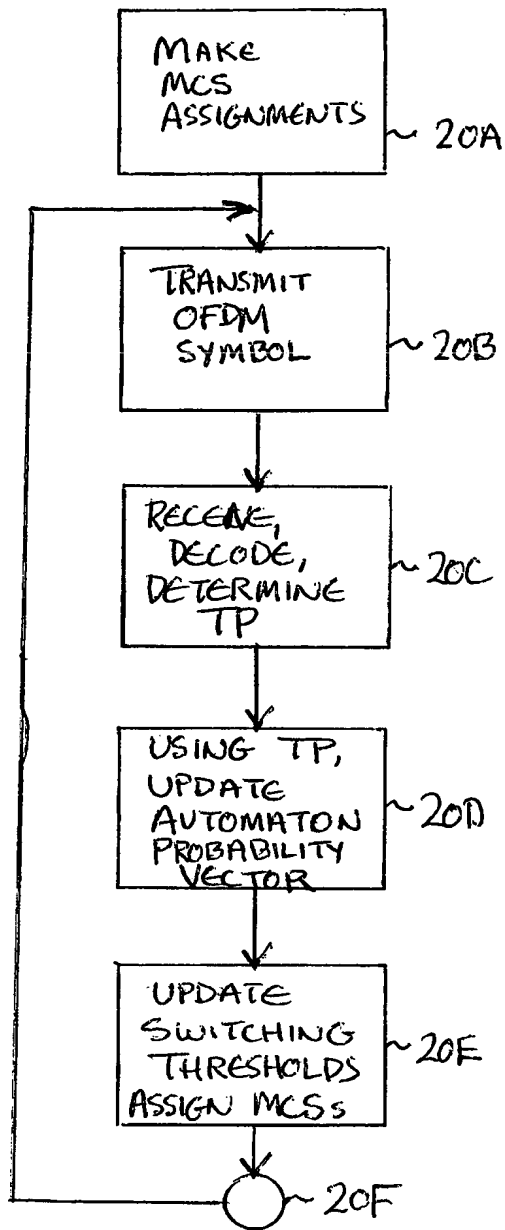 MAKE
MCS
ASSIGNMENTS
~ 20A
TRANSMIT
OFDM
SYMBOL
~ 20B
RECEIVE,
DECODE,
DETERMINE
TP
~ 20C
USING TP,
UPDATE
AUTOMATON
PROBABILITY
VECTOR
~ 20D
UPDATE
SWITCHING
THRESHOLDS
ASSIGN MCSs
~ 20E
~ 20F